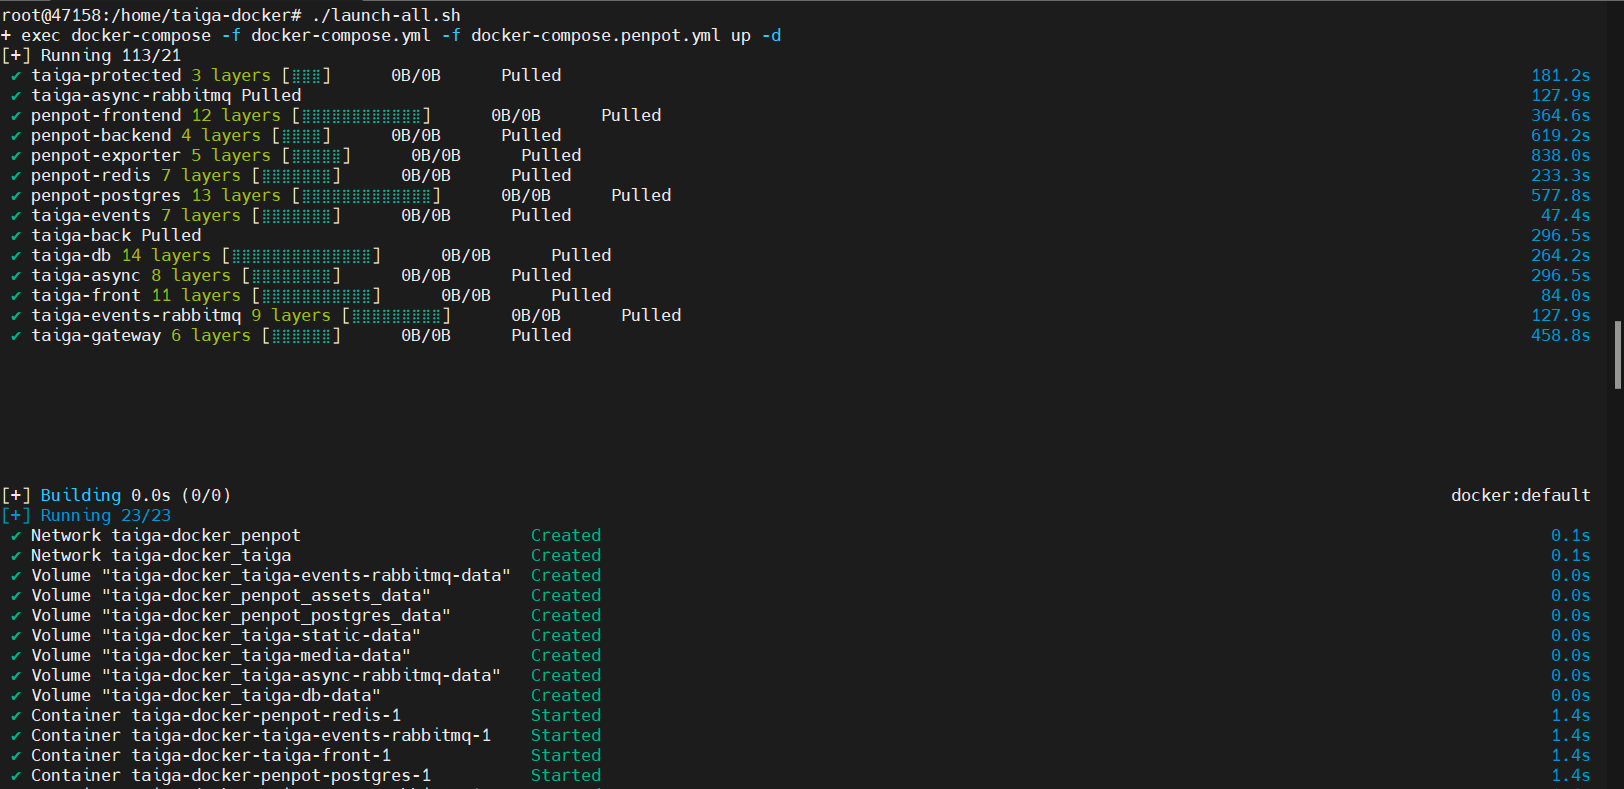 root@47158:/home/taiga-docker# ./launch-all.sh
+ exec docker-compose -f docker-compose.yml -f docker-compose.penpot.yml up -d
[+] Running 113/21
✔ taiga-protected 3 layers [⣿⣿⣿] 0B/0B Pulled 181.2s
✔ taiga-async-rabbitmq Pulled 127.9s
✔ penpot-frontend 12 layers [⣿⣿⣿⣿⣿⣿⣿⣿⣿⣿⣿⣿] 0B/0B Pulled 364.6s
✔ penpot-backend 4 layers [⣿⣿⣿⣿] 0B/0B Pulled 619.2s
✔ penpot-exporter 5 layers [⣿⣿⣿⣿⣿] 0B/0B Pulled 838.0s
✔ penpot-redis 7 layers [⣿⣿⣿⣿⣿⣿⣿] 0B/0B Pulled 233.3s
✔ penpot-postgres 13 layers [⣿⣿⣿⣿⣿⣿⣿⣿⣿⣿⣿⣿⣿] 0B/0B Pulled 577.8s
✔ taiga-events 7 layers [⣿⣿⣿⣿⣿⣿⣿] 0B/0B Pulled 47.4s
✔ taiga-back Pulled 296.5s
✔ taiga-db 14 layers [⣿⣿⣿⣿⣿⣿⣿⣿⣿⣿⣿⣿⣿⣿] 0B/0B Pulled 264.2s
✔ taiga-async 8 layers [⣿⣿⣿⣿⣿⣿⣿⣿] 0B/0B Pulled 296.5s
✔ taiga-front 11 layers [⣿⣿⣿⣿⣿⣿⣿⣿⣿⣿⣿] 0B/0B Pulled 84.0s
✔ taiga-events-rabbitmq 9 layers [⣿⣿⣿⣿⣿⣿⣿⣿⣿] 0B/0B Pulled 127.9s
✔ taiga-gateway 6 layers [⣿⣿⣿⣿⣿⣿] 0B/0B Pulled 458.8s
[+] Building 0.0s (0/0) docker:default
[+] Running 23/23
✔ Network taiga-docker_penpot Created 0.1s
✔ Network taiga-docker_taiga Created 0.1s
✔ Volume "taiga-docker_taiga-events-rabbitmq-data" Created 0.0s
✔ Volume "taiga-docker_penpot_assets_data" Created 0.0s
✔ Volume "taiga-docker_penpot_postgres_data" Created 0.0s
✔ Volume "taiga-docker_taiga-static-data" Created 0.0s
✔ Volume "taiga-docker_taiga-media-data" Created 0.0s
✔ Volume "taiga-docker_taiga-async-rabbitmq-data" Created 0.0s
✔ Volume "taiga-docker_taiga-db-data" Created 0.0s
✔ Container taiga-docker-penpot-redis-1 Started 1.4s
✔ Container taiga-docker-taiga-events-rabbitmq-1 Started 1.4s
✔ Container taiga-docker-taiga-front-1 Started 1.4s
✔ Container taiga-docker-penpot-postgres-1 Started 1.4s